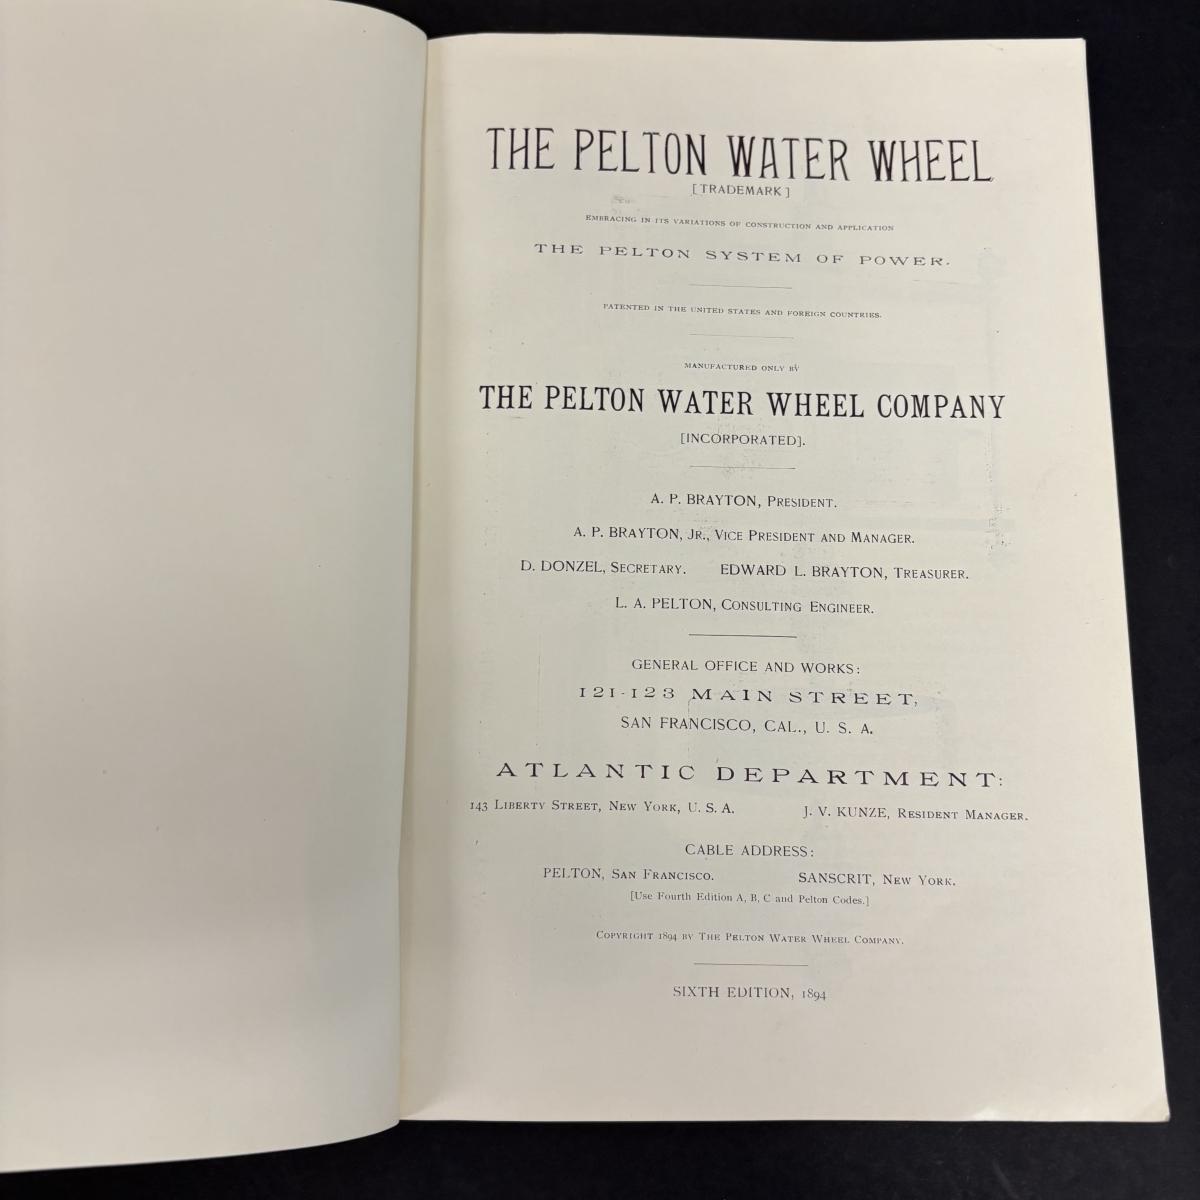 THE PELTON WATER WHEEL
[TRADEMARK]
EMBRACING IN ITS VARIATIONS OF CONSTRUCTION AND APPLICATION
THE PELTON SYSTEM OF POWER.
PATENTED IN THE UNITED STATES AND FOREIGN COUNTRIES.
MANUFACTURED ONLY BY
THE PELTON WATER WHEEL COMPANY
[INCORPORATED].
A. P. BRAYTON, PRESIDENT.
A. P. BRAYTON, JR., VICE PRESIDENT AND MANAGER.
D. DONZEL, SECRETARY. EDWARD L. BRAYTON, TREASURER.
L. A. PELTON, CONSULTING ENGINEER.
GENERAL OFFICE AND WORKS:
121-123 MAIN STREET,
SAN FRANCISCO, CAL., U. S. A.
ATLANTIC DEPARTMENT:
143 LIBERTY STREET, NEW YORK, U. S. A. J. V. KUNZE, RESIDENT MANAGER.
CABLE ADDRESS:
PELTON, SAN FRANCISCO. SANSCRIT, NEW YORK.
[Use Fourth Edition A, B, C and Pelton Codes.]
COPYRIGHT 1894 BY THE PELTON WATER WHEEL COMPANY.
SIXTH EDITION, 1894